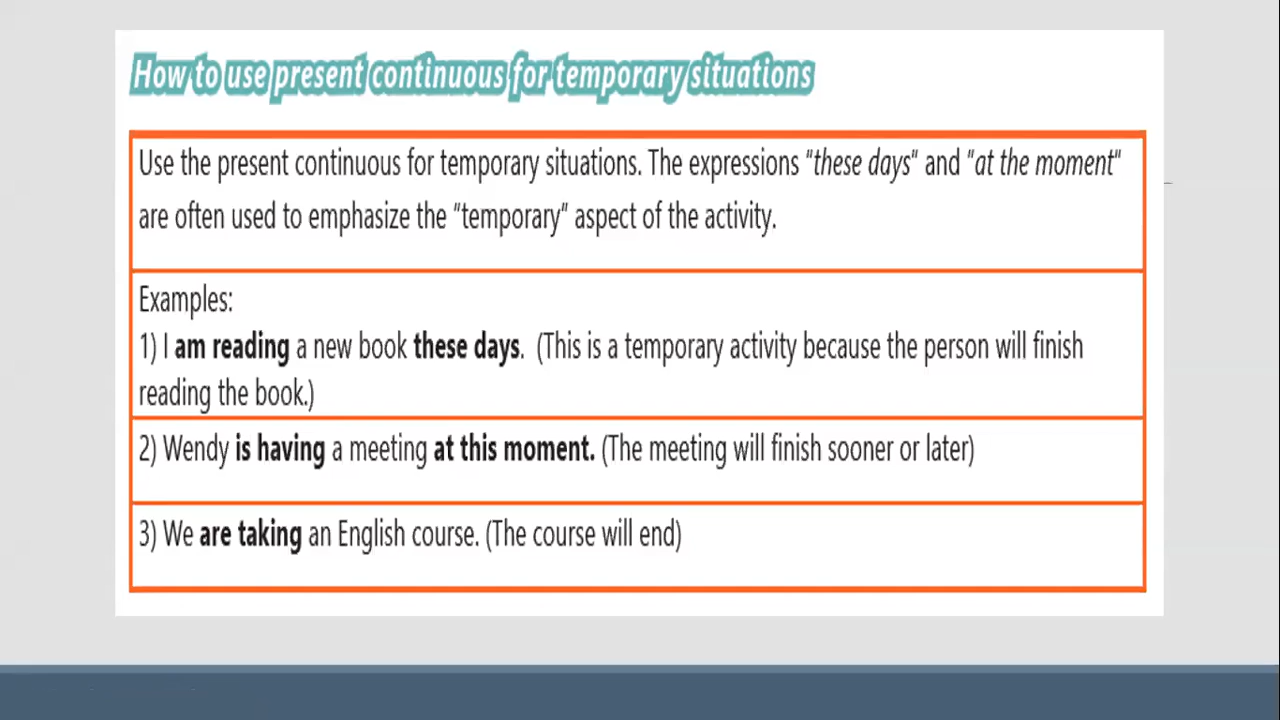 How to use present continuous for temporary situations
Use the present continuous for temporary situations. The expressions "these days" and "at the moment"
are often used to emphasize the "temporary" aspect of the activity.
Examples:
1) I am reading a new book these days.  (This is a temporary activity because the person will finish
reading the book.)
2) Wendy is having a meeting at this moment. (The meeting will finish sooner or later)
3) We are taking an English course. (The course will end)